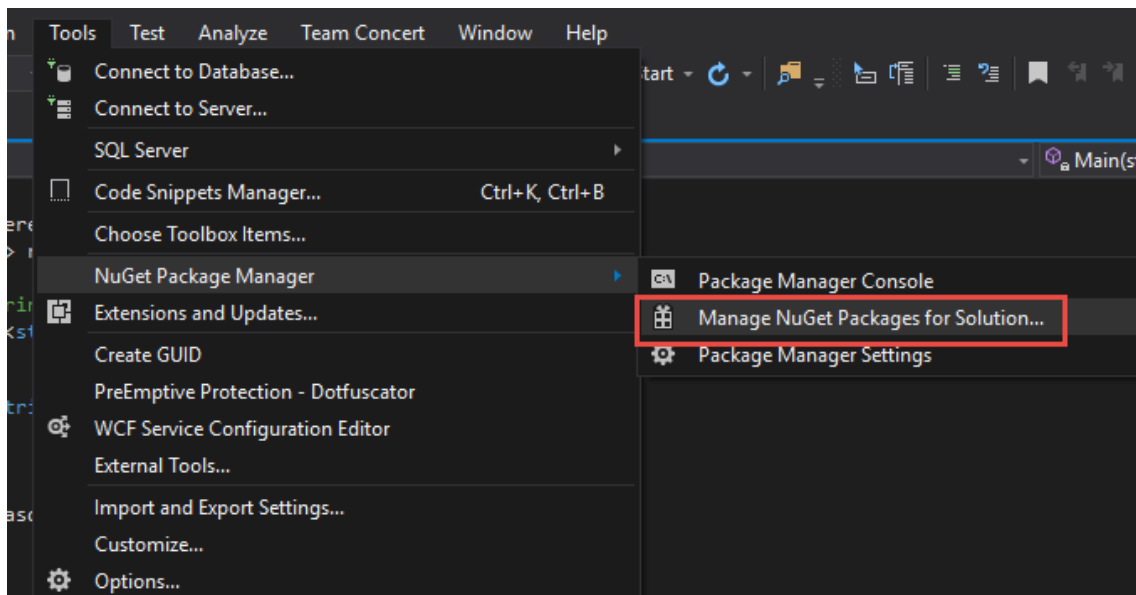 Tools Test Analyze Team Concert Window Help
Connect to Database...
Connect to Server...
SQL Server
Code Snippets Manager... Ctrl+K, Ctrl+B
Choose Toolbox Items...
NuGet Package Manager
Extensions and Updates...
Create GUID
PreEmptive Protection - Dotfuscator
WCF Service Configuration Editor
External Tools...
Import and Export Settings...
Customize...
Options...
Package Manager Console
Manage NuGet Packages for Solution...
Package Manager Settings
tart
Main(s